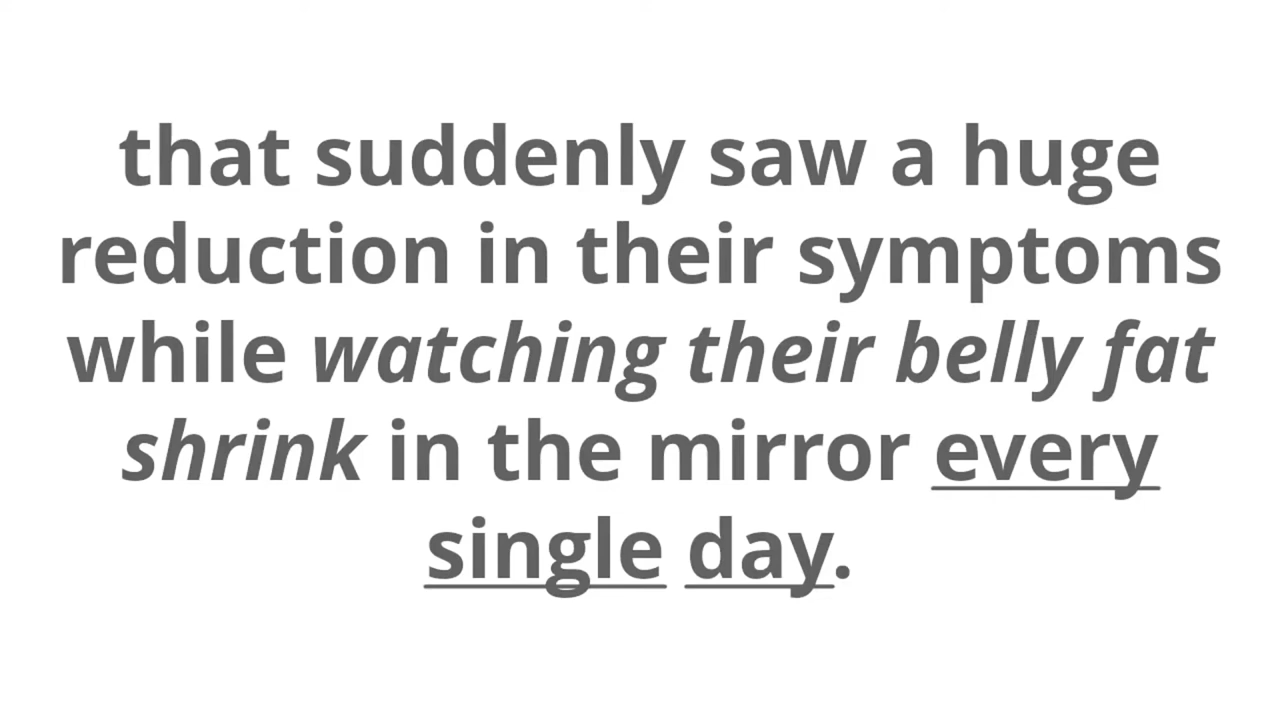 that suddenly saw a huge
reduction in their symptoms
while watching their belly fat
shrink in the mirror every
single day.